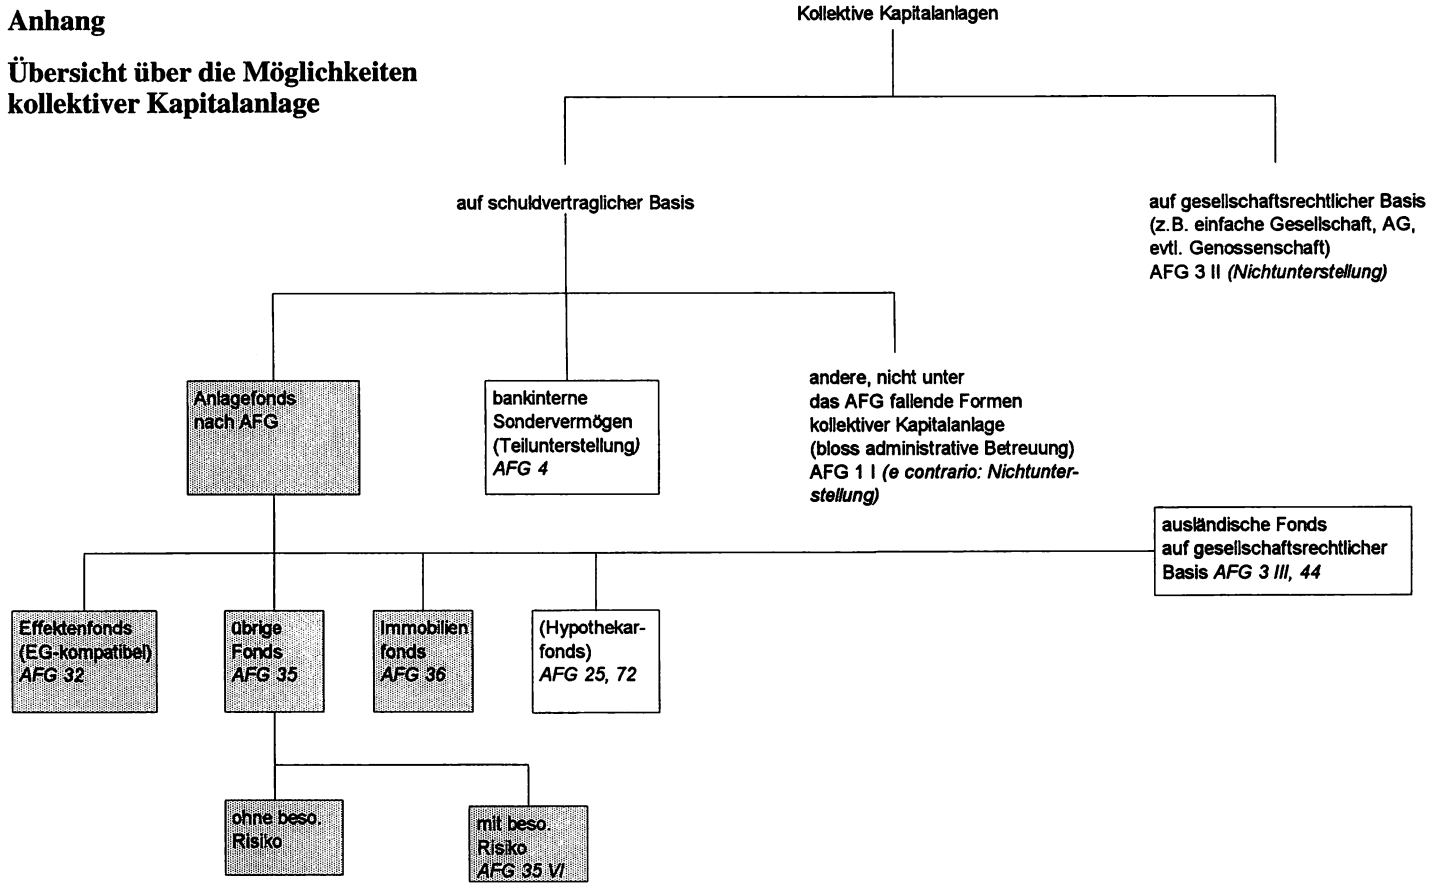 Anhang
Übersicht über die Möglichkeiten
kollektiver Kapitalanlage
Kollektive Kapitalanlagen
auf schuldvertraglicher Basis
auf gesellschaftsrechtlicher Basis
(z.B. einfache Gesellschaft, AG,
evtl. Genossenschaft)
AFG 3 II (Nichtunterstellung)
Anlagefonds
nach AFG
bankinterne
Sondervermögen
(Teilunterstellung)
AFG 4
andere, nicht unter
das AFG fallende Formen
kollektiver Kapitalanlage
(bloss administrative Betreuung)
AFG 1 I (e contrario: Nichtunter-
stellung)
ausländische Fonds
auf gesellschaftsrechtlicher
Basis AFG 3 III, 44
Effektenfonds
(EG-kompatibel)
AFG 32
übrige
Fonds
AFG 35
Immobilien
fonds
AFG 36
(Hypothekar-
fonds)
AFG 25, 72
ohne beso.
Risiko
mit beso.
Risiko
AFG 35 VI